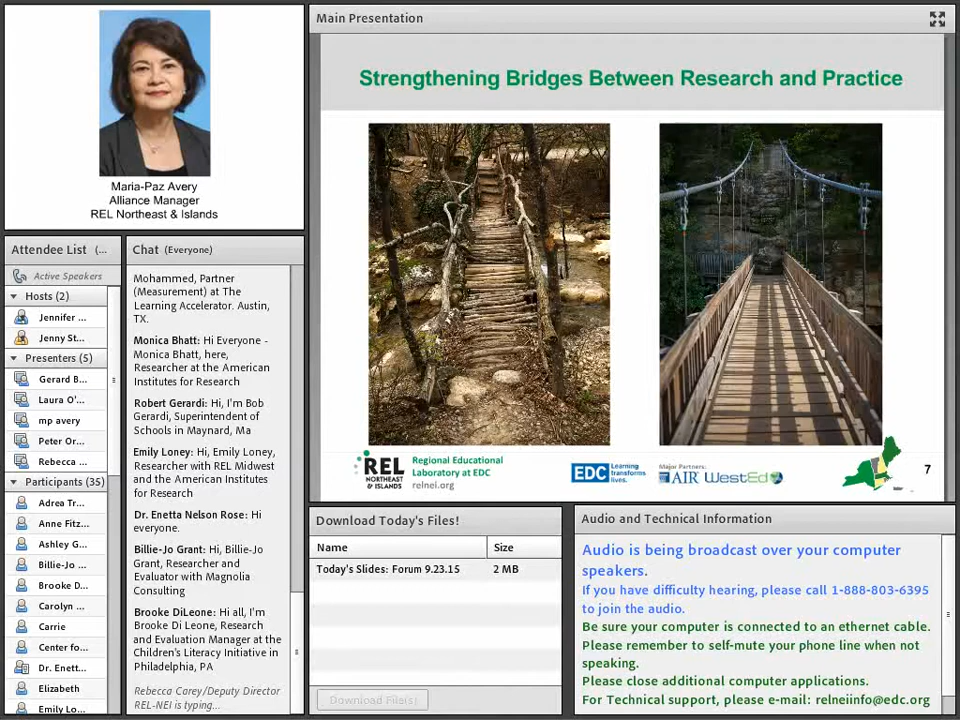 Maria-Paz Avery
Alliance Manager
REL Northeast & Islands
Attendee List (...
Active Speakers
Hosts (2)
Jennifer ...
Jenny St...
Presenters (5)
Gerard B...
Laura O'...
mp avery
Peter Or...
Rebecca ...
Participants (35)
Adrea Tr...
Anne Fitz...
Ashley G...
Billie-Jo ...
Brooke D...
Carolyn ...
Carrie
Center fo...
Dr. Enett...
Elizabeth
Emily Lo...
Chat (Everyone)
Mohammed, Partner
(Measurement) at The
Learning Accelerator. Austin,
TX.
Monica Bhatt: Hi Everyone -
Monica Bhatt, here,
Researcher at the American
Institutes for Research
Robert Gerardi: Hi, I'm Bob
Gerardi, Superintendent of
Schools in Maynard, Ma
Emily Loney: Hi, Emily Loney,
Researcher with REL Midwest
and the American Institutes
for Research
Dr. Enetta Nelson Rose: Hi
everyone.
Billie-Jo Grant: Hi, Billie-Jo
Grant, Researcher and
Evaluator with Magnolia
Consulting
Brooke DiLeone: Hi all, I'm
Brooke Di Leone, Research
and Evaluation Manager at the
Children's Literacy Initiative in
Philadelphia, PA
Rebecca Carey/Deputy Director
REL-NEI is typing...
Main Presentation
Strengthening Bridges Between Research and Practice
REL
NORTHEAST
& ISLANDS
Regional Educational
Laboratory at EDC
relnei.org
EDC Learning
transforms
lives.
Major Partners:
AIR WestEd
7
Download Today's Files!
Name Size
Today's Slides: Forum 9.23.15 2 MB
Download File(s)
Audio and Technical Information
Audio is being broadcast over your computer
speakers.
If you have difficulty hearing, please call 1-888-803-6395
to join the audio.
Be sure your computer is connected to an ethernet cable.
Please remember to self-mute your phone line when not
speaking.
Please close additional computer applications.
For Technical support, please e-mail: relneiinfo@edc.org